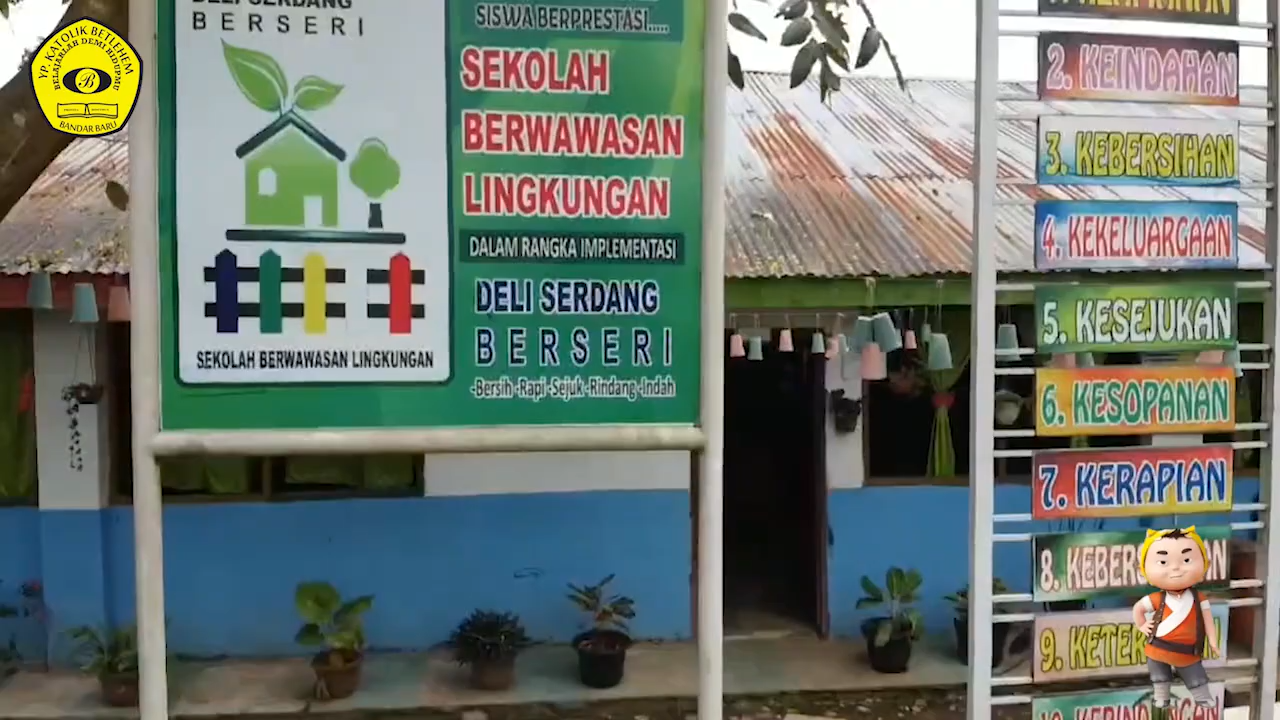 YP. KATOLIK BETLEHEM
BELAJARLAH DEMI HIDUPMU
B
BANDAR BARU
DELI SERDANG
BERSERI
SEKOLAH BERWAWASAN LINGKUNGAN
SISWA BERPRESTASI.....
SEKOLAH
BERWAWASAN
LINGKUNGAN
DALAM RANGKA IMPLEMENTASI
DELI SERDANG
BERSERI
-Bersih -Rapi -Sejuk -Rindang -Indah
2. KEINDAHAN
3. KEBERSIHAN
4. KEKELUARGAAN
5. KESEJUKAN
6. KESOPANAN
7. KERAPIAN
8.
9.